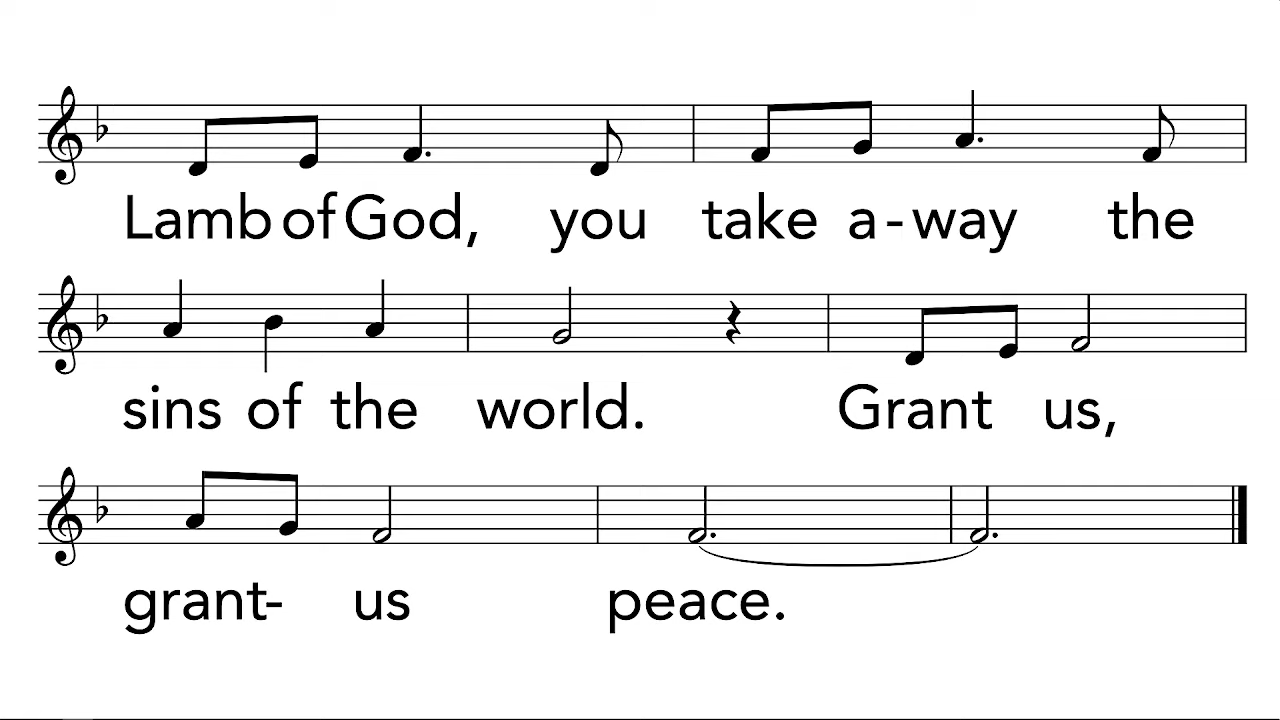 Lamb of God, you take a-way the
sins of the world. Grant us,
grant- us peace.